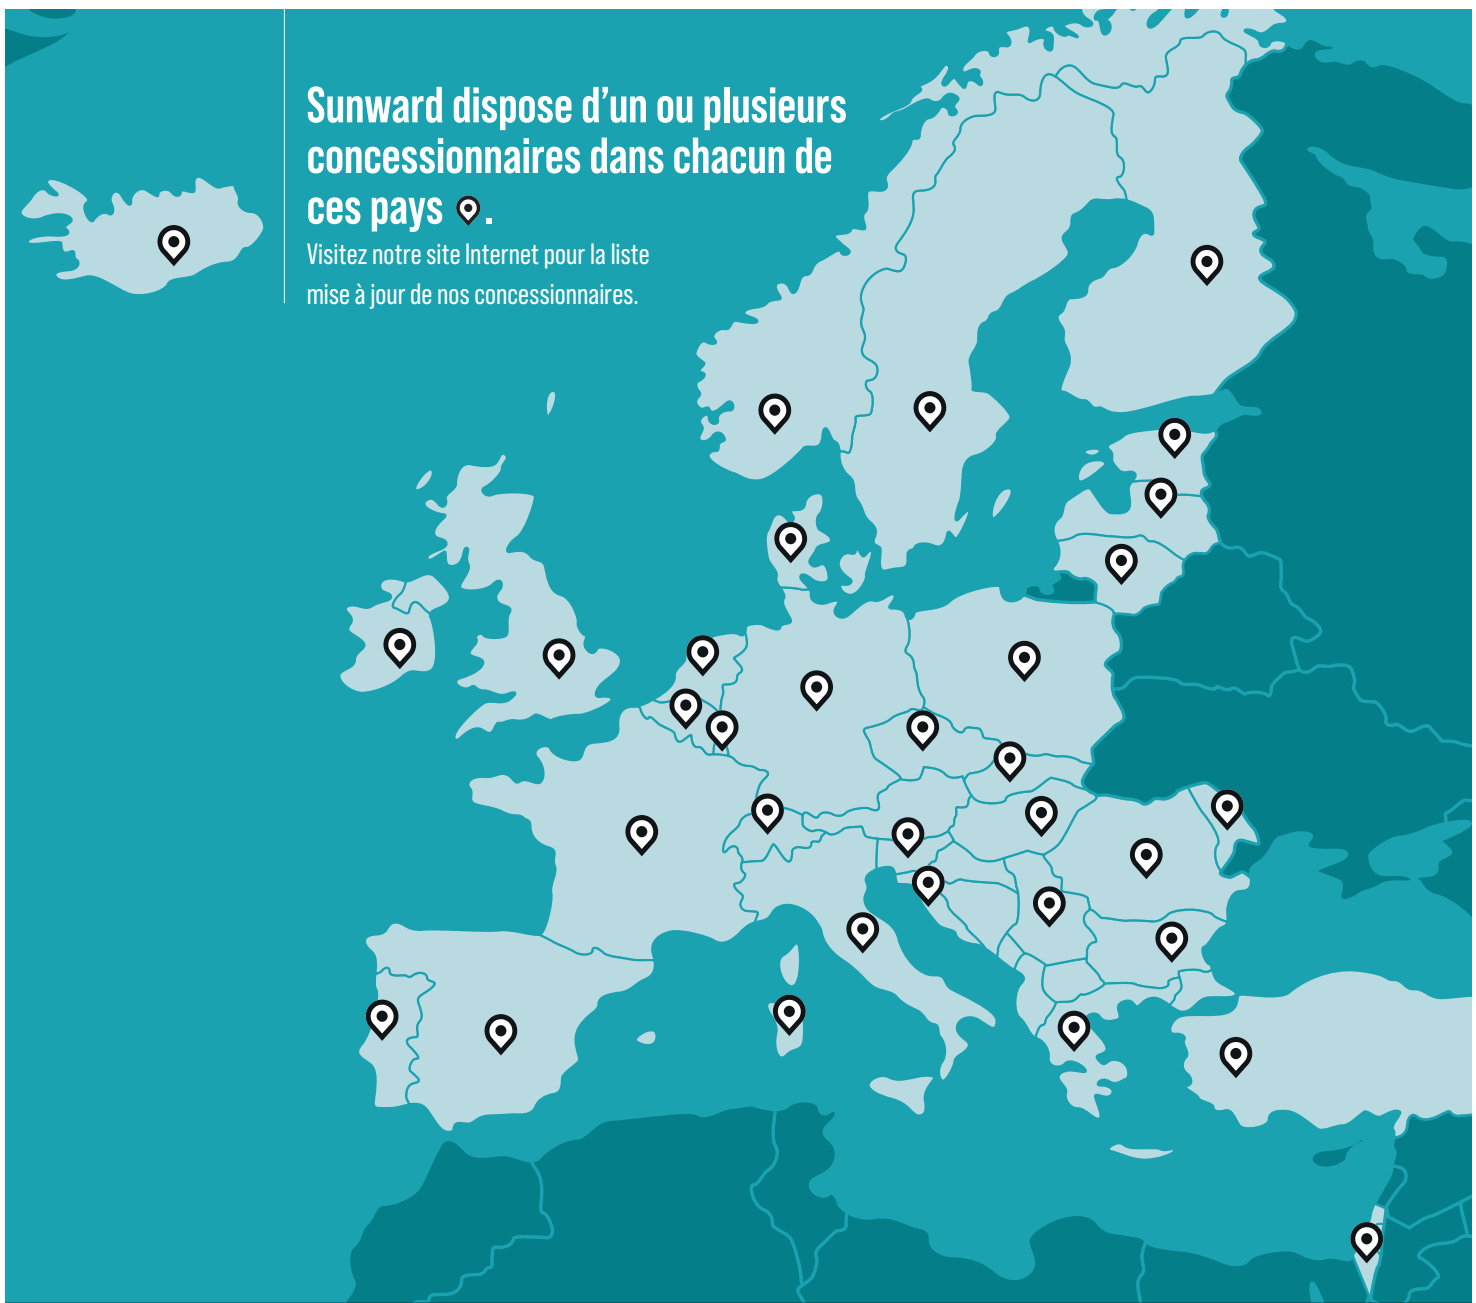 Sunward dispose d’un ou plusieurs
concessionnaires dans chacun de
ces pays .
Visitez notre site Internet pour la liste
mise à jour de nos concessionnaires.